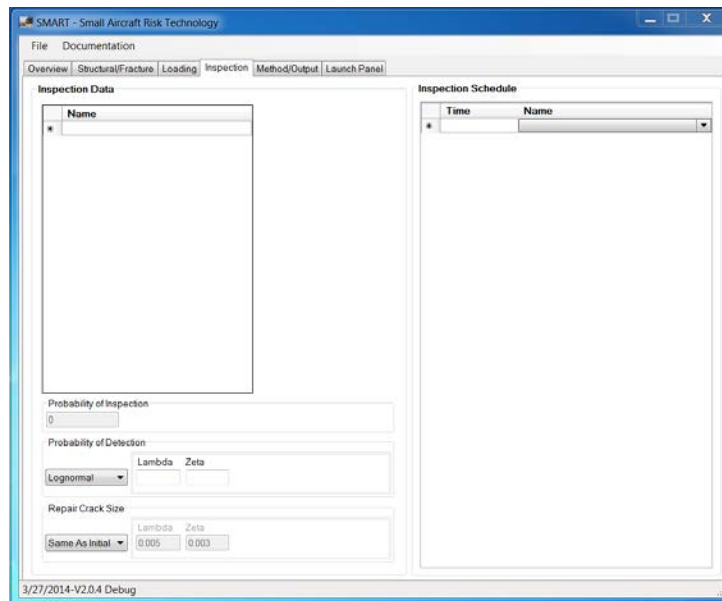 SMART - Small Aircraft Risk Technology
File Documentation
Overview Structural/Fracture Loading Inspection Method/Output Launch Panel
Inspection Data
Name
*
Probability of Inspection
0
Probability of Detection
Lambda Zeta
Lognormal
Repair Crack Size
Lambda Zeta
Same As Initial 0.005 0.003
Inspection Schedule
Time Name
*
3/27/2014-V2.0.4 Debug